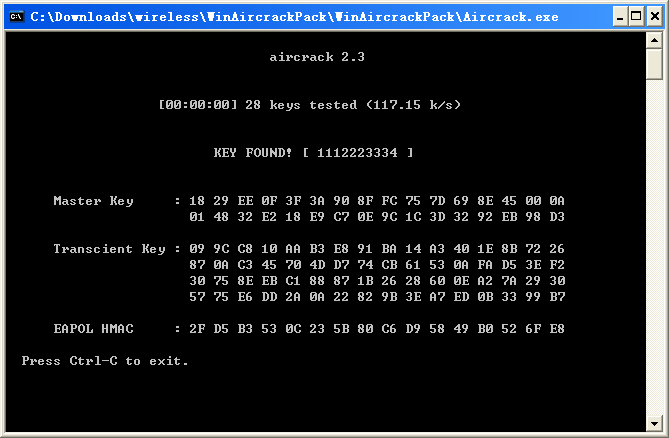 C:\Downloads\wireless\WinAircrackPack\WinAircrackPack\Aircrack.exe
aircrack 2.3
[00:00:00] 28 keys tested (117.15 k/s)
KEY FOUND! [ 1112223334 ]
Master Key : 18 29 EE 0F 3F 3A 90 8F FC 75 7D 69 8E 45 00 0A
01 48 32 E2 18 E9 C7 0E 9C 1C 3D 32 92 EB 98 D3
Transcient Key : 09 9C C8 10 AA B3 E8 91 BA 14 A3 40 1E 8B 72 26
87 0A C3 45 70 4D D7 74 CB 61 53 0A FA D5 3E F2
30 75 8E EB C1 88 87 1B 26 28 60 0E A2 7A 29 30
57 75 E6 DD 2A 0A 22 82 9B 3E A7 ED 0B 33 99 B7
EAPOL HMAC : 2F D5 B3 53 0C 23 5B 80 C6 D9 58 49 B0 52 6F E8
Press Ctrl-C to exit.